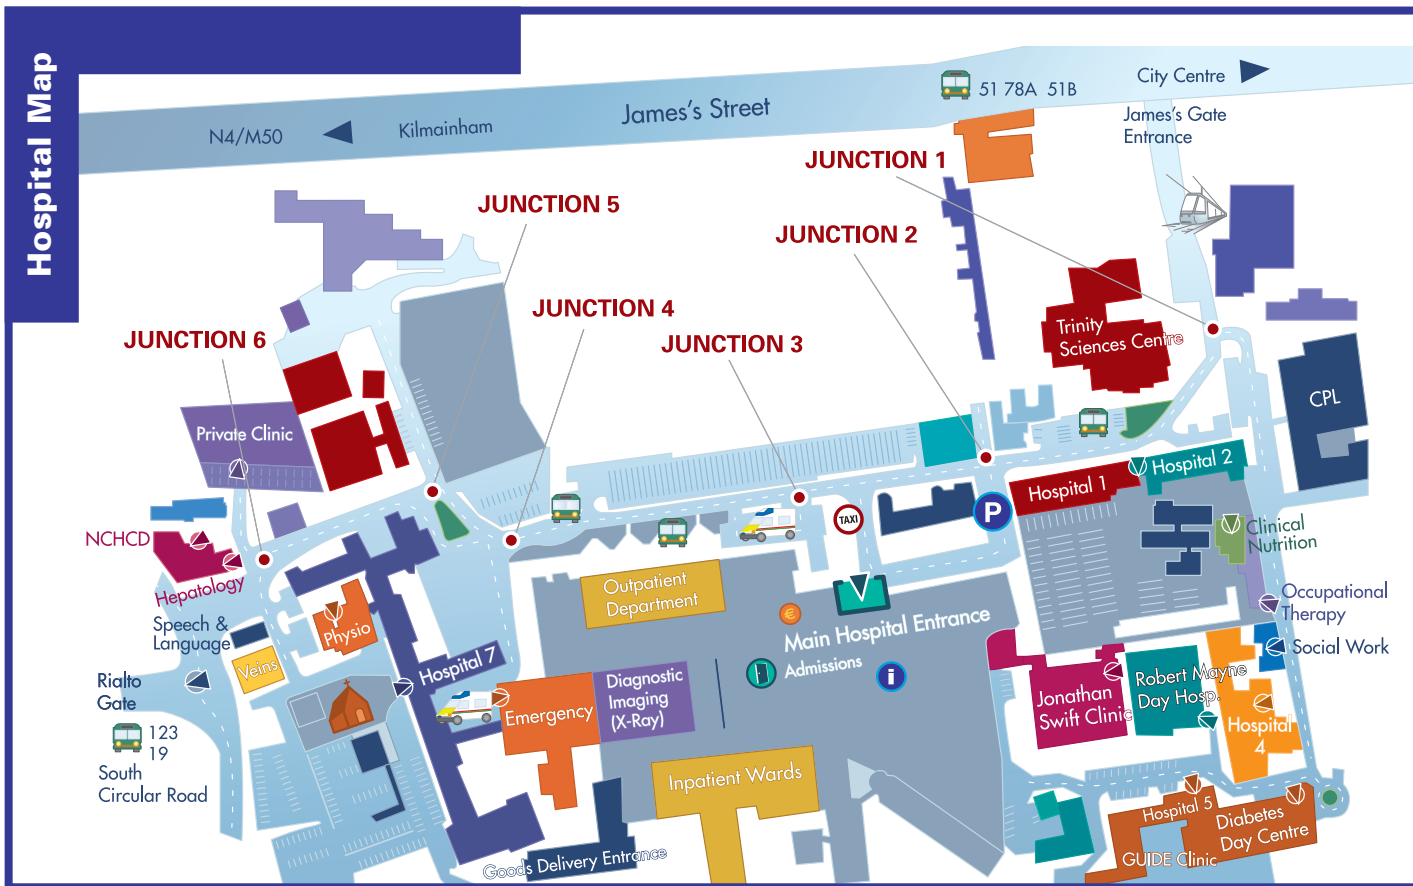 Hospital Map
51 78A 51B
City Centre
James's Street
James's Gate
Entrance
N4/M50
Kilmainham
JUNCTION 1
JUNCTION 5
JUNCTION 2
JUNCTION 4
JUNCTION 6
JUNCTION 3
Trinity
Sciences Centre
CPL
Private Clinic
Hospital 2
Hospital 1
P
TAXI
NCHCD
Clinical
Nutrition
Hepatology
Outpatient
Department
Occupational
Therapy
€
Main Hospital Entrance
Admissions
i
Speech &
Language
Physio
Veins
Hospital 7
Social Work
Rialto
Gate
123
19
South
Circular Road
Emergency
Diagnostic
Imaging
(X-Ray)
Jonathan
Swift Clinic
Robert Mayne
Day Hosp.
Hospital
4
Inpatient Wards
Goods Delivery Entrance
Hospital 5
Diabetes
Day Centre
GUIDE Clinic